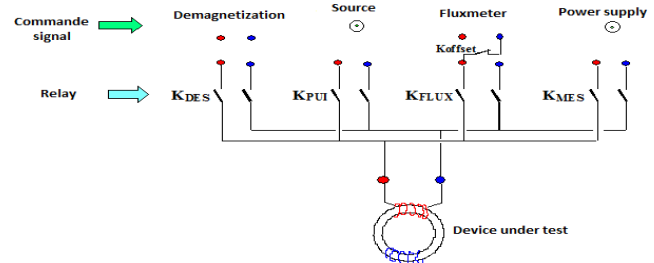 Commande signal
Demagnetization
Source
Fluxmeter
Power supply
Koffset
Relay
KDES
KPUI
KFLUX
KMES
Device under test